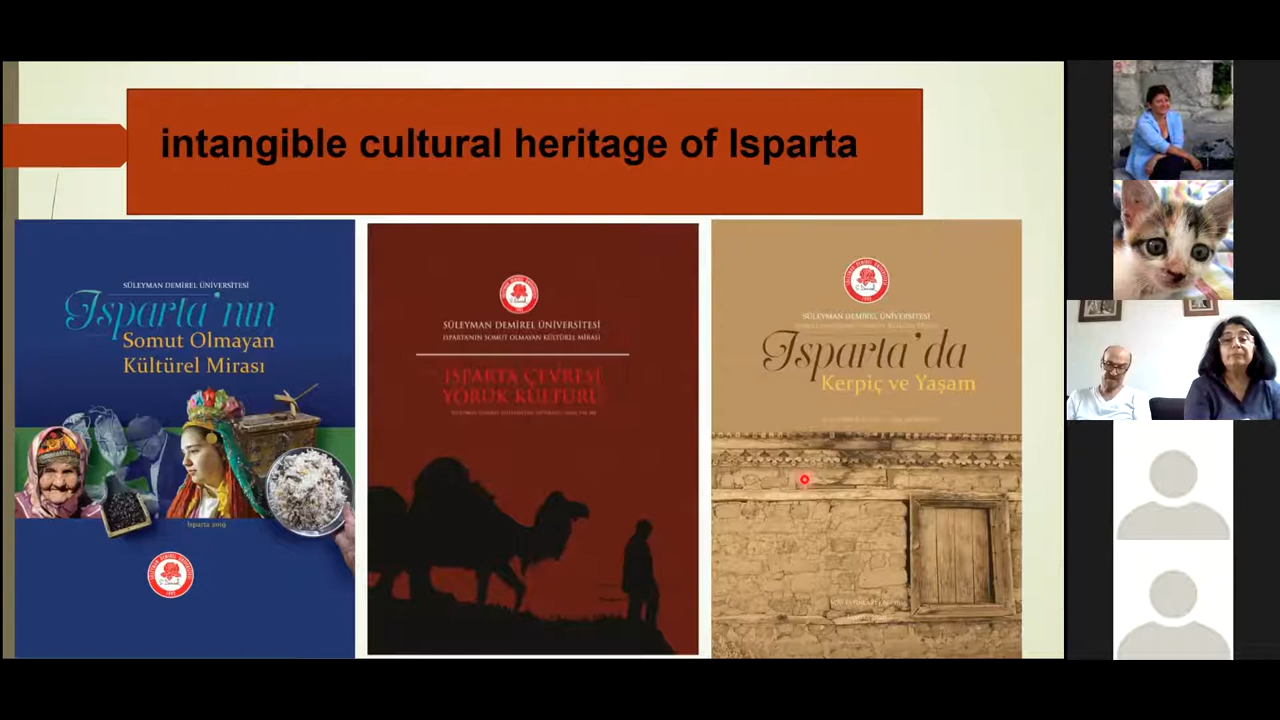 intangible cultural heritage of Isparta
SÜLEYMAN DEMİREL ÜNİVERSİTESİ
Isparta'nın
Somut Olmayan
Kültürel Mirası
Isparta 2019
SÜLEYMAN DEMİREL ÜNİVERSİTESİ
ISPARTANIN SOMUT OLMAYAN KÜLTÜREL MİRASI
ISPARTA ÇEVRESİ
YÖRÜK KÜLTÜRÜ
SÜLEYMAN DEMİREL ÜNİVERSİTESİ
Isparta'da
Kerpiç ve Yaşam